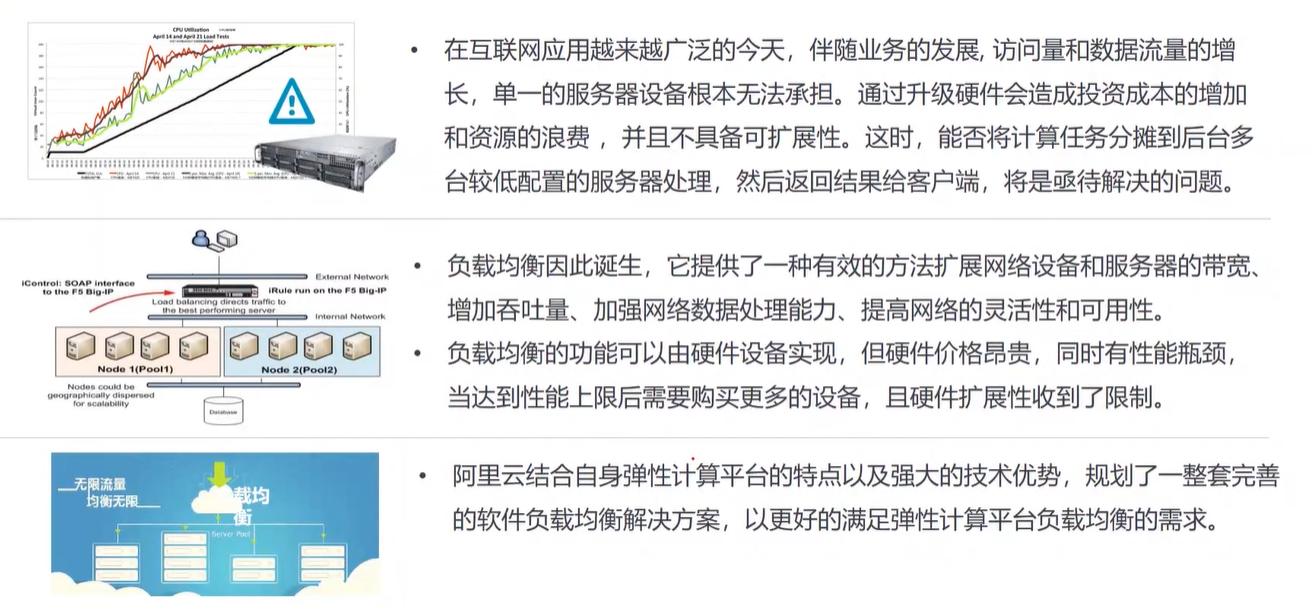 CPU Utilization
April 14 and April 21 Load Tests
• 在互联网应用越来越广泛的今天，伴随业务的发展, 访问量和数据流量的增
长，单一的服务器设备根本无法承担。通过升级硬件会造成投资成本的增加
和资源的浪费 ，并且不具备可扩展性。这时，能否将计算任务分摊到后台多
台较低配置的服务器处理，然后返回结果给客户端，将是亟待解决的问题。
iControl: SOAP interface
to the F5 Big-IP
External Network
iRule run on the F5 Big-IP
Load balancing directs traffic to
the best performing server
Internal Network
Node 1(Pool1)
Node 2(Pool2)
Nodes could be
geographically dispersed
for scalability
Database
• 负载均衡因此诞生，它提供了一种有效的方法扩展网络设备和服务器的带宽、
增加吞吐量、加强网络数据处理能力、提高网络的灵活性和可用性。
• 负载均衡的功能可以由硬件设备实现，但硬件价格昂贵，同时有性能瓶颈，
当达到性能上限后需要购买更多的设备，且硬件扩展性收到了限制。
无限流量
均衡无限
载均
衡
Server Pool
• 阿里云结合自身弹性计算平台的特点以及强大的技术优势，规划了一整套完善
的软件负载均衡解决方案，以更好的满足弹性计算平台负载均衡的需求。